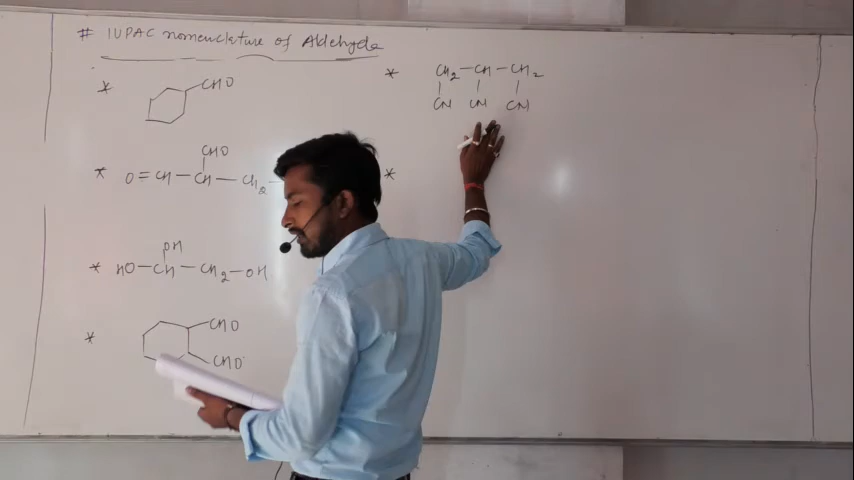 # IUPAC nomenclature of Aldehyde
* CHO
CHO
* O=CH—CH—CH2—
pH
* HO—CH—CH2—OH
* CHO
CHO
* CH2—CH—CH2
CN CN CN
*